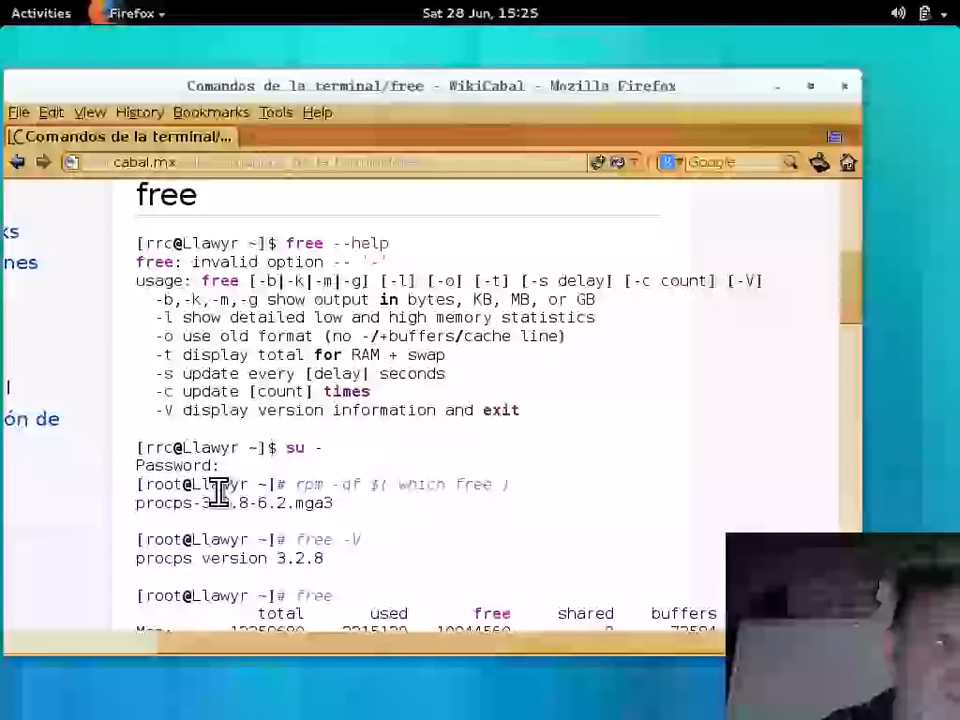 Activities Firefox Sat 28 Jun, 15:25
Comandos de la terminal/free - WikiCabal - Mozilla Firefox
File Edit View History Bookmarks Tools Help
Comandos de la terminal/...
cabal.mx Google
free
ks
[rrc@Llawyr ~]$ free --help
nes
free: invalid option -- '-'
usage: free [-b|-k|-m|-g] [-l] [-o] [-t] [-s delay] [-c count] [-V]
-b,-k,-m,-g show output in bytes, KB, MB, or GB
-l show detailed low and high memory statistics
-o use old format (no -/+buffers/cache line)
-t display total for RAM + swap
-s update every [delay] seconds
l
-c update [count] times
-V display version information and exit
ón de
[rrc@Llawyr ~]$ su -
Password:
[root@Llawyr ~]# rpm -qf $( which free )
procps-3 .8-6.2.mga3
[root@Llawyr ~]# free -V
procps version 3.2.8
[root@Llawyr ~]# free
total used free shared buffers